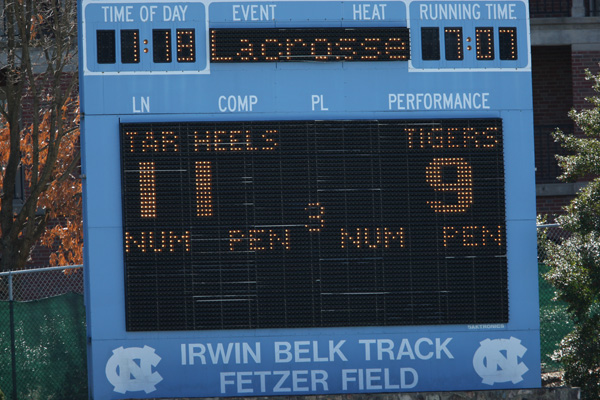 TIME OF DAY EVENT HEAT RUNNING TIME
1:18 Lacrosse 7:01
LN COMP PL PERFORMANCE
TAR HEELS TIGERS
11 9
3
NUM PEN NUM PEN
DAKTRONICS
IRWIN BELK TRACK
FETZER FIELD
NC NC